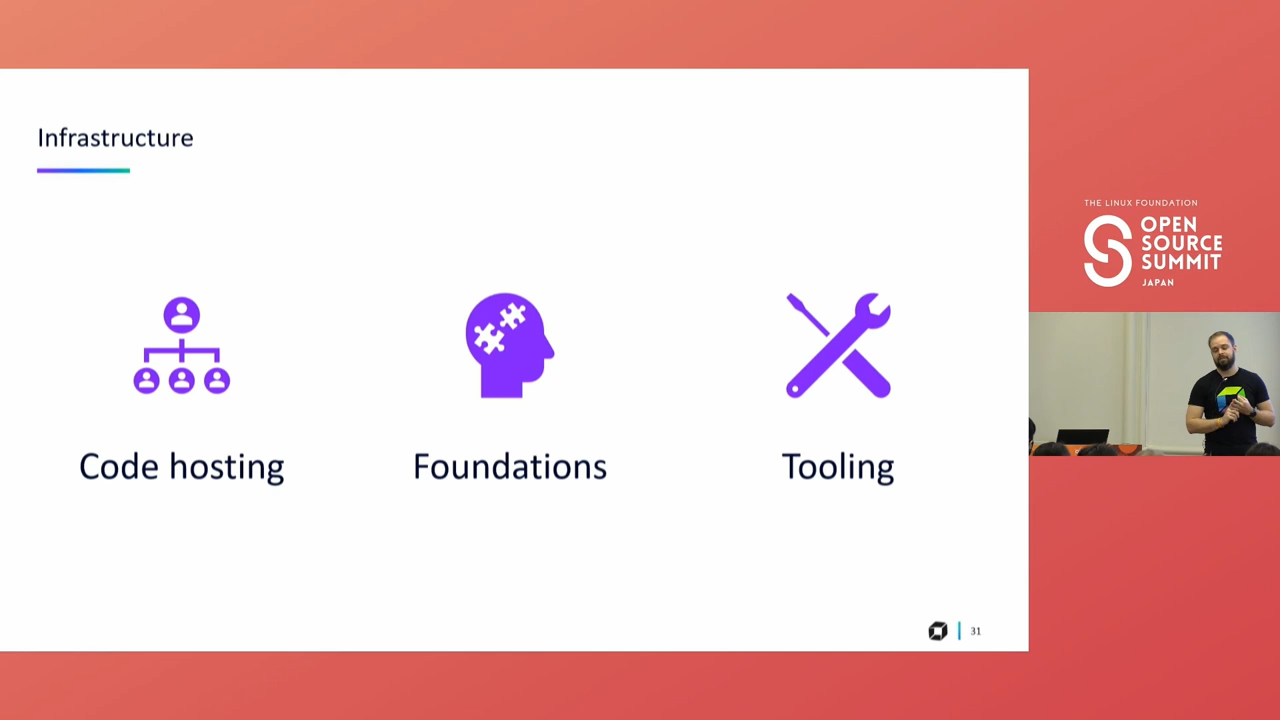 Infrastructure
Code hosting
Foundations
Tooling
31
THE LINUX FOUNDATION
OPEN
SOURCE
SUMMIT
JAPAN